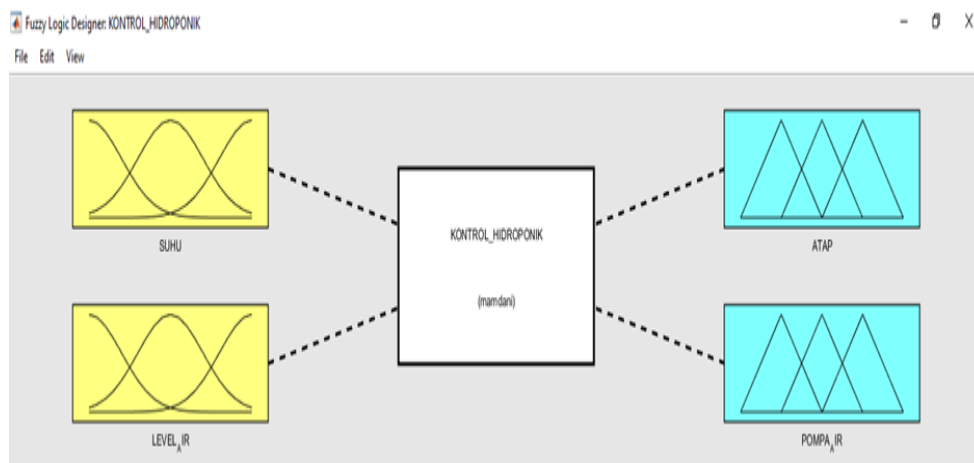 Fuzzy Logic Designer: KONTROL_HIDROPONIK
File Edit View
SUHU
KONTROL_HIDROPONIK
(mamdani)
ATAP
LEVEL_AIR
POMPA_AIR